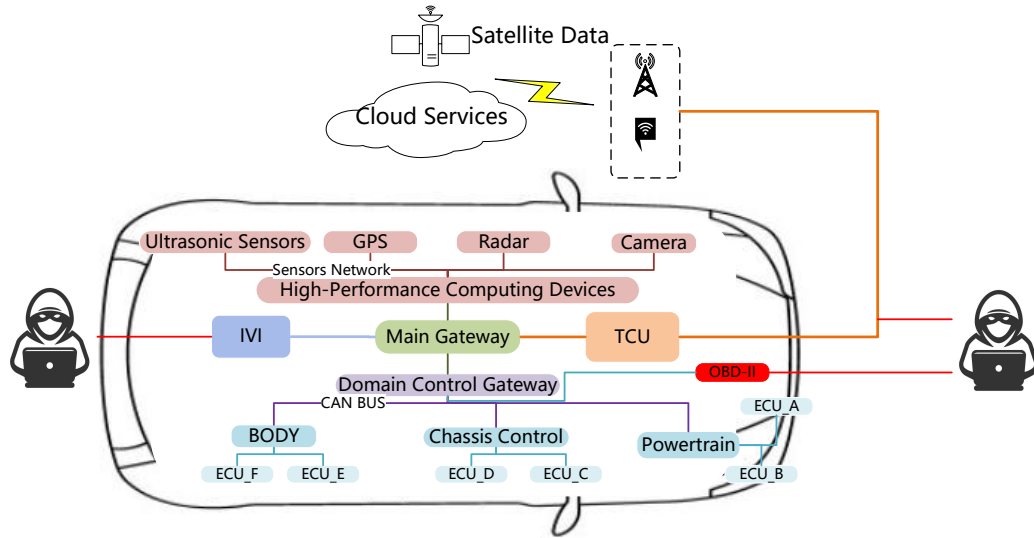 Satellite Data
Cloud Services
Ultrasonic Sensors
GPS
Radar
Camera
Sensors Network
High-Performance Computing Devices
IVI
Main Gateway
TCU
Domain Control Gateway
OBD-II
CAN BUS
ECU_A
BODY
Chassis Control
Powertrain
ECU_F
ECU_E
ECU_D
ECU_C
ECU_B